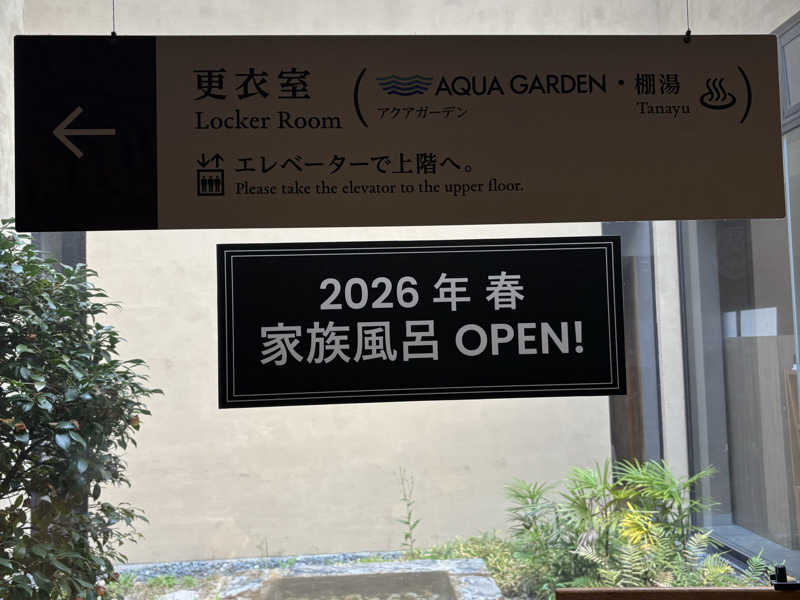 更衣室 ( AQUA GARDEN・棚湯 )
Locker Room アクアガーデン Tanayu
エレベーターで上階へ。
Please take the elevator to the upper floor.
2026 年 春
家族風呂 OPEN!